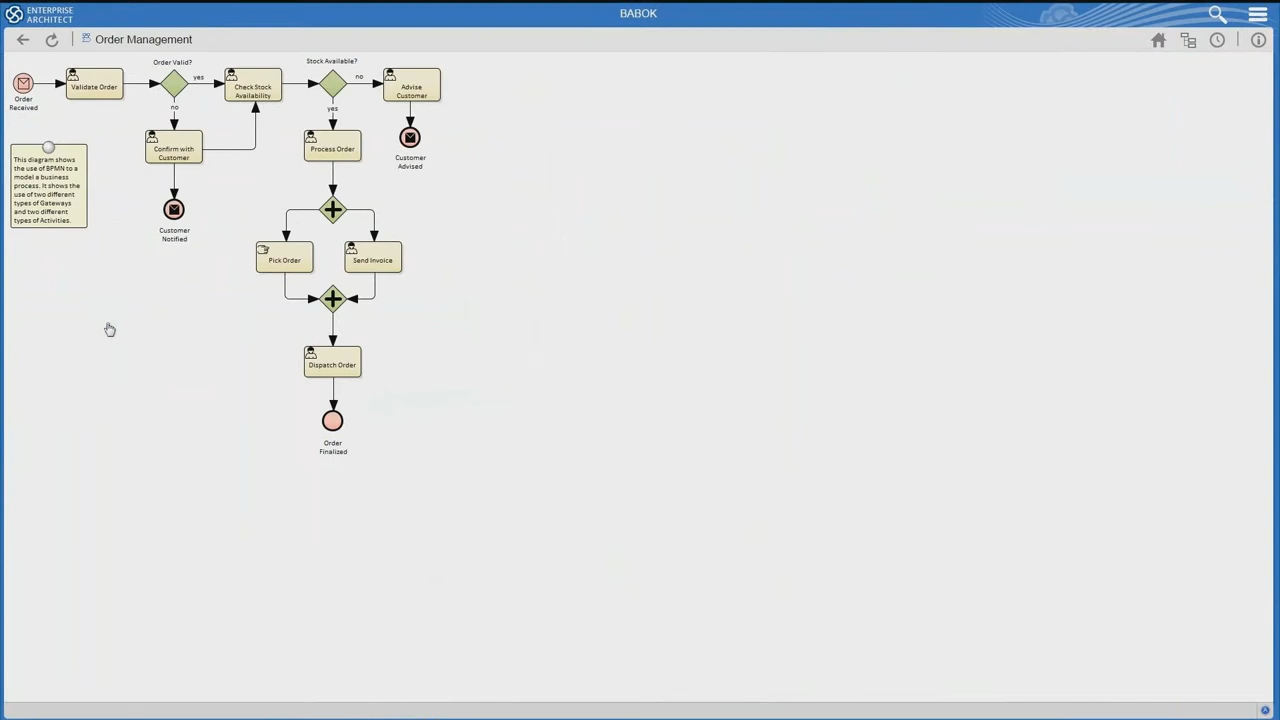 ENTERPRISE
ARCHITECT
BABOK
Order Management
Order Valid?
Stock Available?
Order
Received
Validate Order
yes
Check Stock
Availability
no
Advise
Customer
no
yes
Confirm with
Customer
Process Order
Customer
Advised
This diagram shows
the use of BPMN to a
model a business
process. It shows the
use of two different
types of Gateways
and two different
types of Activities.
Customer
Notified
Pick Order
Send Invoice
Dispatch Order
Order
Finalized